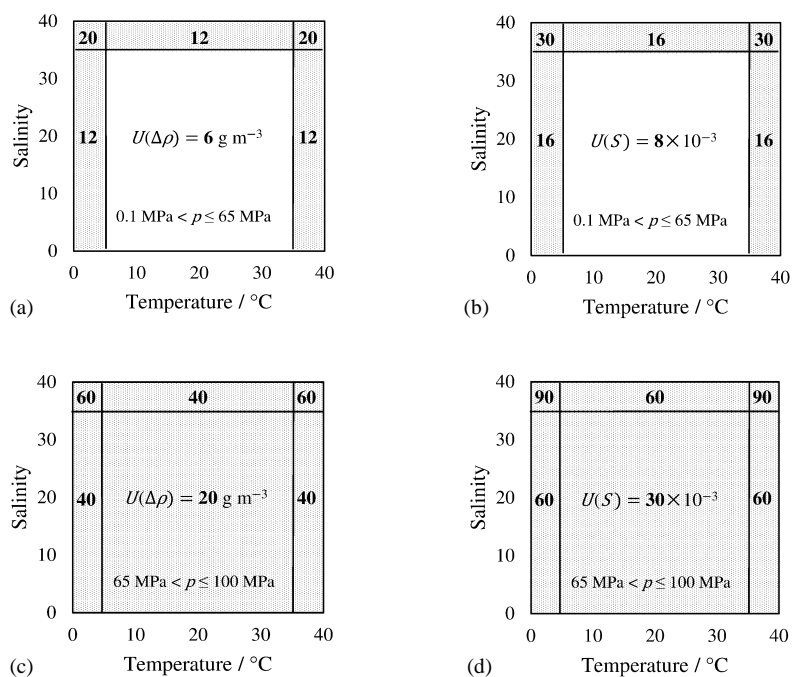 40
20 12 20
30
Salinity
20
12 U(Δρ) = 6 g m⁻³ 12
10
0.1 MPa < p ≤ 65 MPa
0
0 10 20 30 40
Temperature / °C
(a)
40
30 16 30
30
Salinity
20
16 U(S) = 8×10⁻³ 16
10
0.1 MPa < p ≤ 65 MPa
0
0 10 20 30 40
Temperature / °C
(b)
40
60 40 60
30
Salinity
20
40 U(Δρ) = 20 g m⁻³ 40
10
65 MPa < p ≤ 100 MPa
0
0 10 20 30 40
Temperature / °C
(c)
40
90 60 90
30
Salinity
20
60 U(S) = 30×10⁻³ 60
10
65 MPa < p ≤ 100 MPa
0
0 10 20 30 40
Temperature / °C
(d)